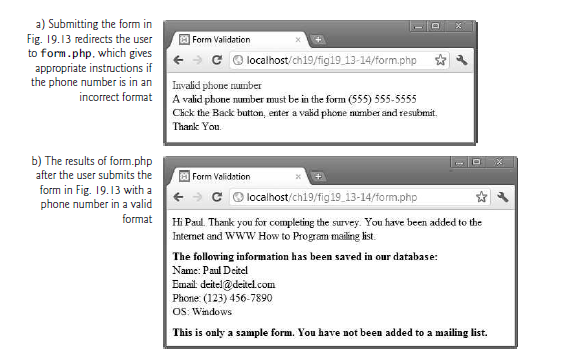 a) Submitting the form in
Fig. 19.13 redirects the user
to form.php, which gives
appropriate instructions if
the phone number is in an
incorrect format
Form Validation
localhost/ch19/fig19_13-14/form.php
Invalid phone number
A valid phone number must be in the form (555) 555-5555
Click the Back button, enter a valid phone number and resubmit.
Thank You.
b) The results of form.php
after the user submits the
form in Fig. 19.13 with a
phone number in a valid
format
Form Validation
localhost/ch19/fig19_13-14/form.php
Hi Paul. Thank you for completing the survey. You have been added to the
Internet and WWW How to Program mailing list.
The following information has been saved in our database:
Name: Paul Deitel
Email: deitel@deitel.com
Phone: (123) 456-7890
OS: Windows
This is only a sample form. You have not been added to a mailing list.